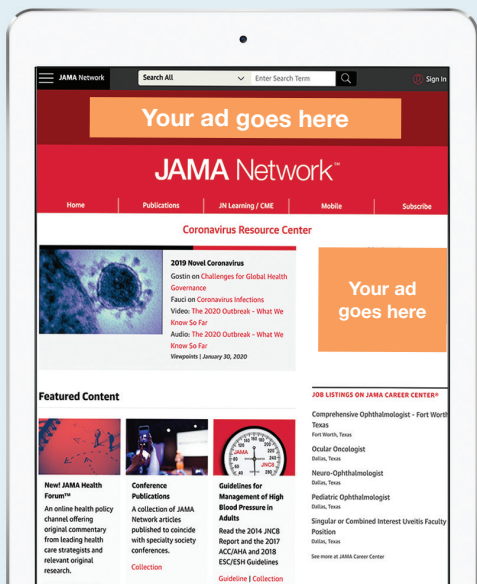 JAMA Network
Search All
Enter Search Term
Sign In
Your ad goes here
JAMA Network™
Home
Publications
JN Learning / CME
Mobile
Subscribe
Coronavirus Resource Center
2019 Novel Coronavirus
Gostin on Challenges for Global Health
Governance
Fauci on Coronavirus Infections
Video: The 2020 Outbreak – What We
Know So Far
Audio: The 2020 Outbreak – What We
Know So Far
Viewpoints | January 30, 2020
Your ad
goes here
Featured Content
New! JAMA Health
Forum™
An online health policy
channel offering
original commentary
from leading health
care strategists and
relevant original
research.
Conference
Publications
A collection of JAMA
Network articles
published to coincide
with specialty society
conferences.
Collection
JAMA
JNC8
Guidelines for
Management of High
Blood Pressure in
Adults
Read the 2014 JNC8
Report and the 2017
ACC/AHA and 2018
ESC/ESH Guidelines
Guideline | Collection
JOB LISTINGS ON JAMA CAREER CENTER®
Comprehensive Ophthalmologist - Fort Worth
Texas
Fort Worth, Texas
Ocular Oncologist
Dallas, Texas
Neuro-Ophthalmologist
Dallas, Texas
Pediatric Ophthalmologist
Dallas, Texas
Singular or Combined Interest Uveitis Faculty
Position
Dallas, Texas
See more at JAMA Career Center